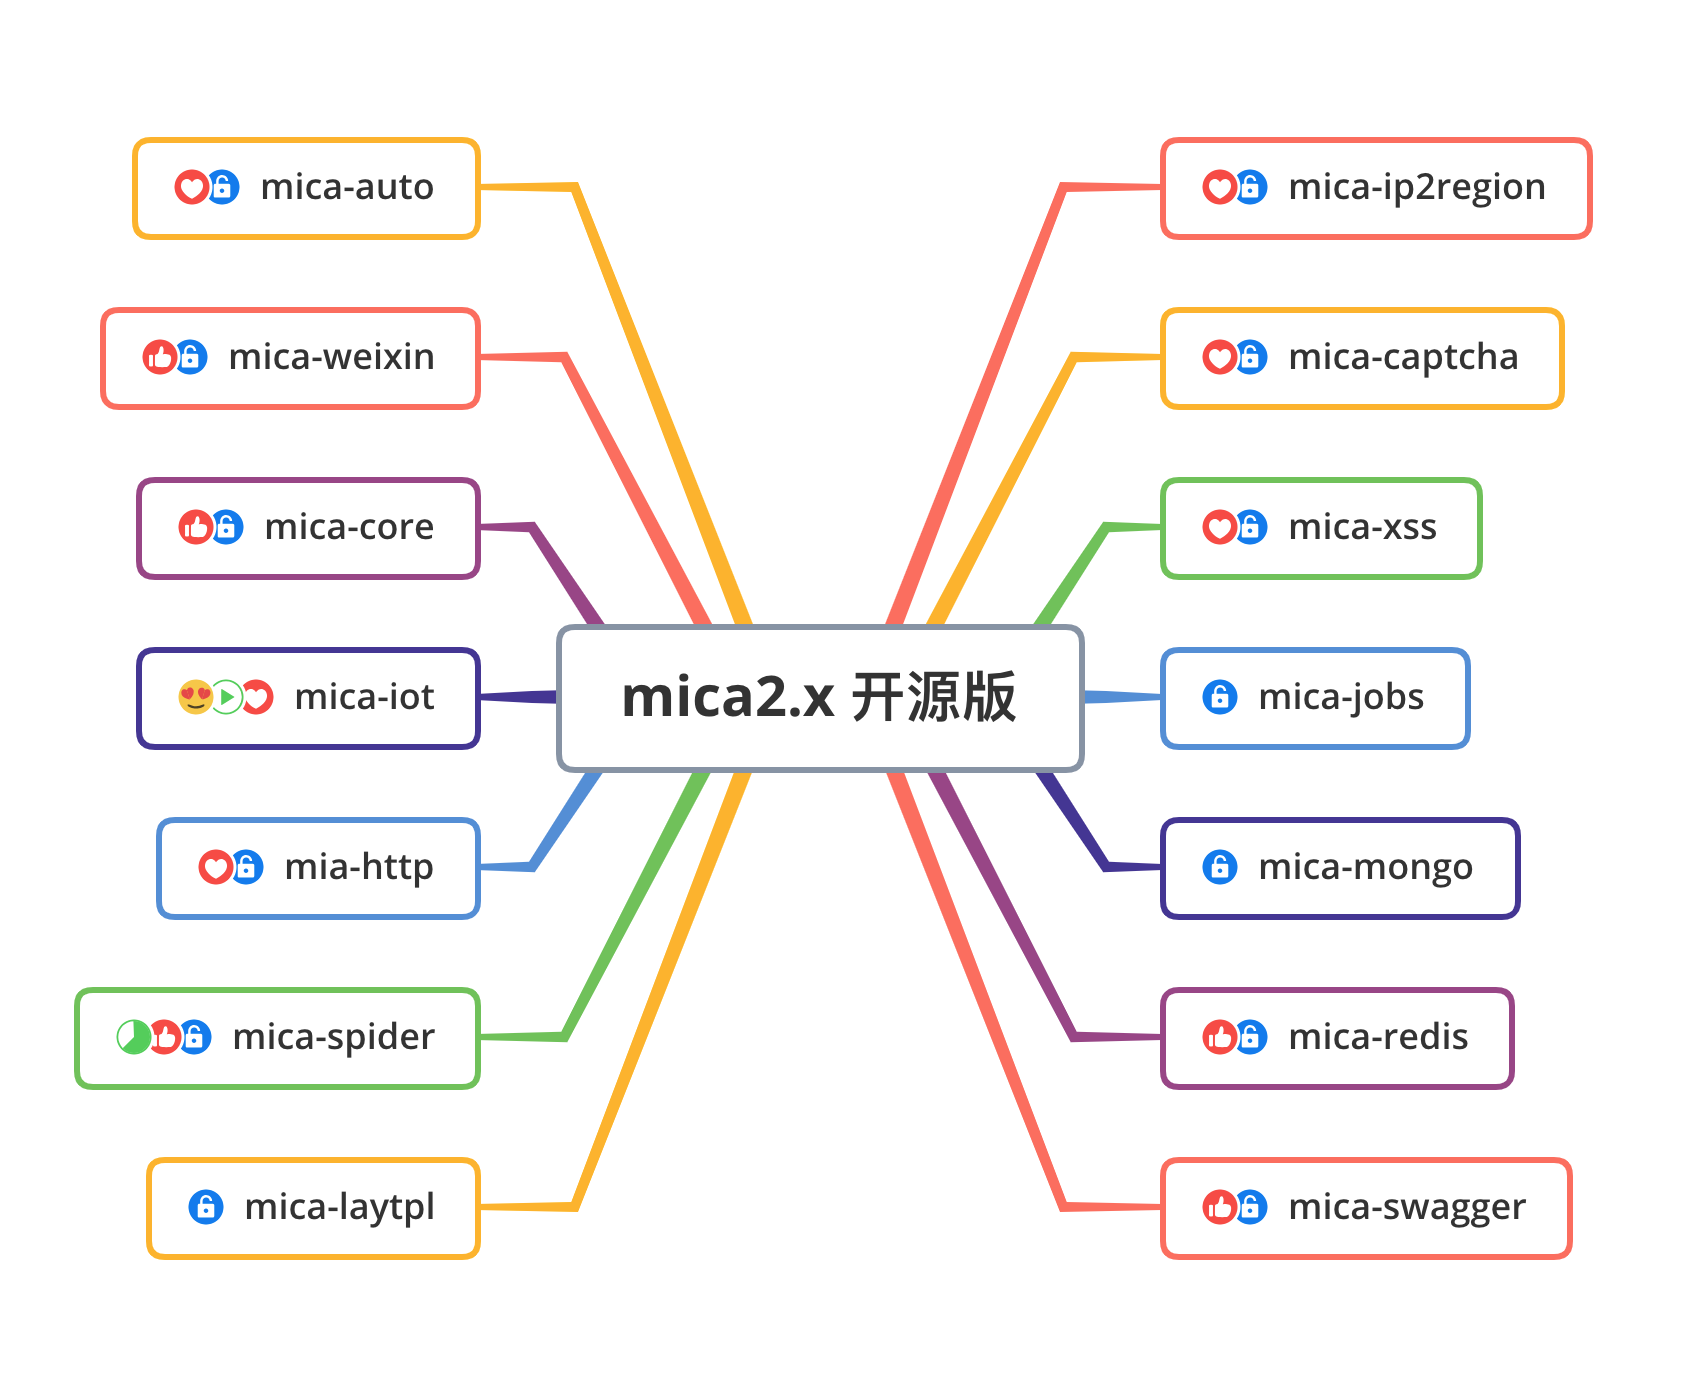 mica2.x 开源版
mica-auto
mica-weixin
mica-core
mica-iot
mia-http
mica-spider
mica-laytpl
mica-ip2region
mica-captcha
mica-xss
mica-jobs
mica-mongo
mica-redis
mica-swagger